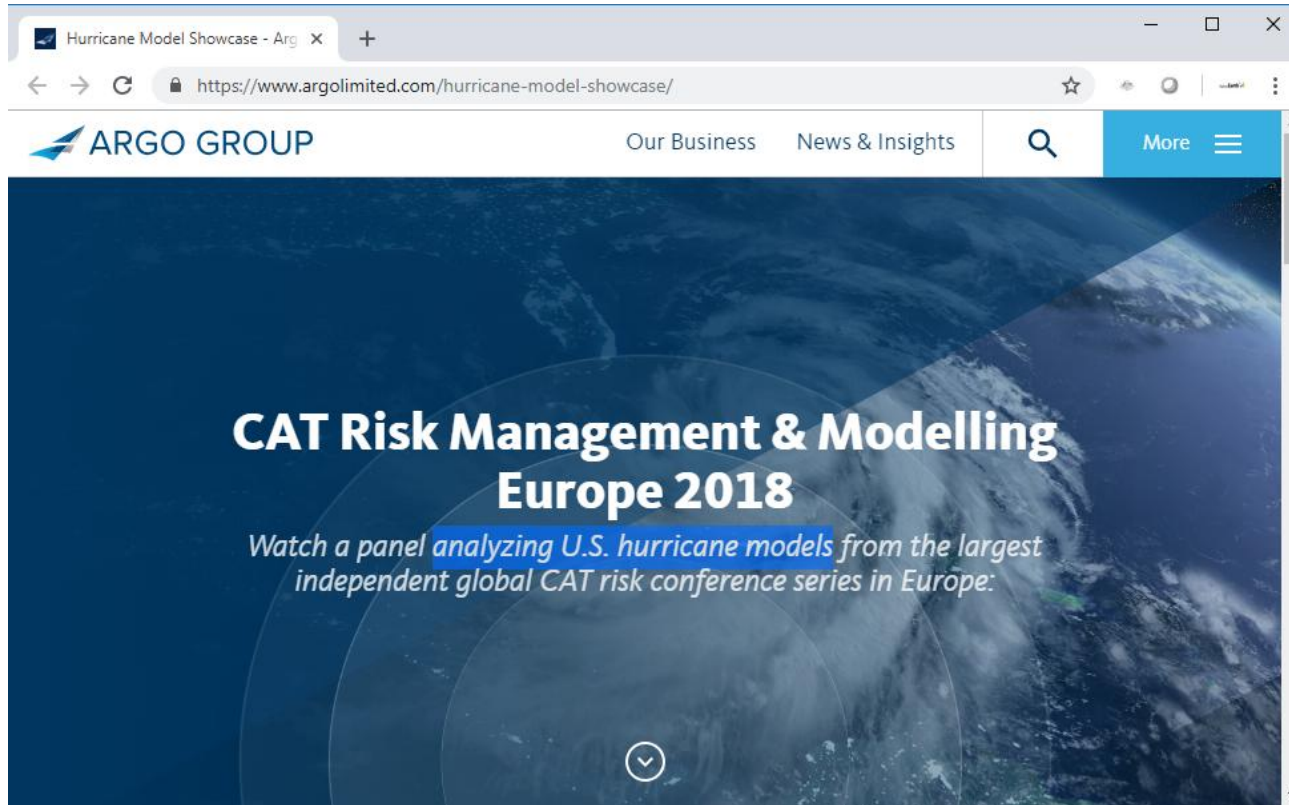 Hurricane Model Showcase - Arg
https://www.argolimited.com/hurricane-model-showcase/
ARGO GROUP Our Business News & Insights More
CAT Risk Management & Modelling
Europe 2018
Watch a panel analyzing U.S. hurricane models from the largest
independent global CAT risk conference series in Europe: